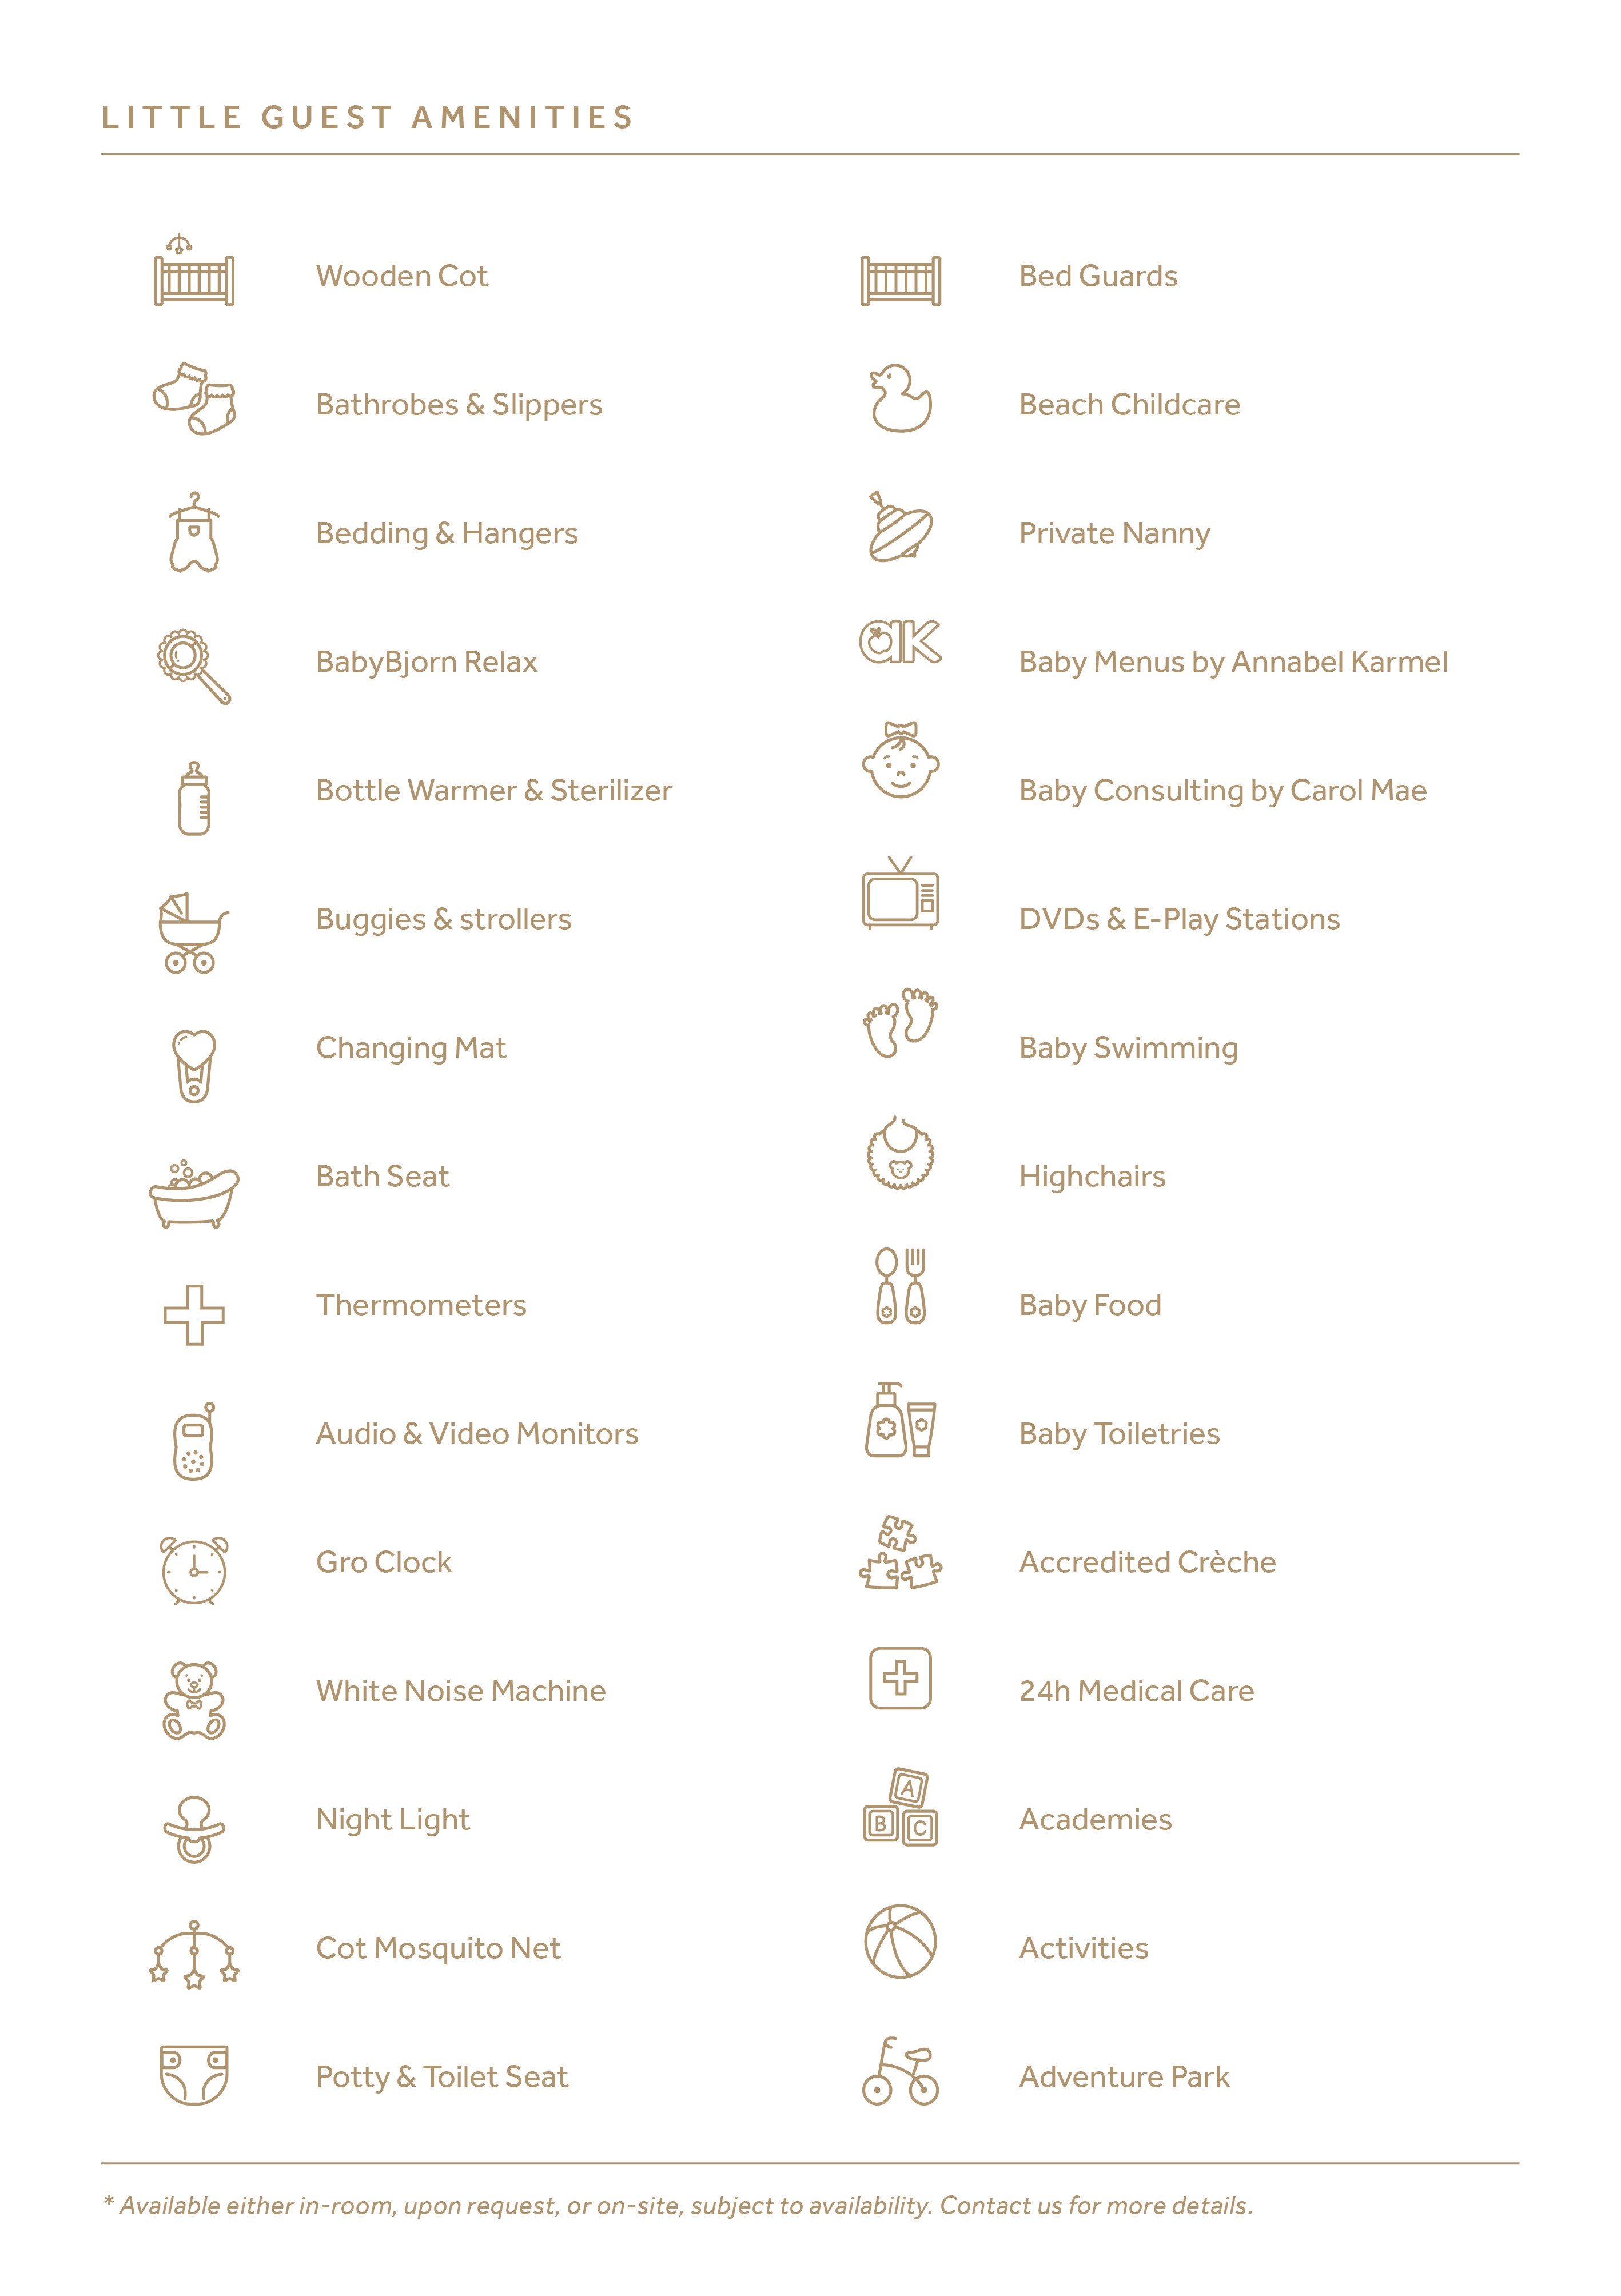 LITTLE GUEST AMENITIES
Wooden Cot
Bathrobes & Slippers
Bedding & Hangers
BabyBjorn Relax
Bottle Warmer & Sterilizer
Buggies & strollers
Changing Mat
Bath Seat
Thermometers
Audio & Video Monitors
Gro Clock
White Noise Machine
Night Light
Cot Mosquito Net
Potty & Toilet Seat
Bed Guards
Beach Childcare
Private Nanny
ak
Baby Menus by Annabel Karmel
Baby Consulting by Carol Mae
DVDs & E-Play Stations
Baby Swimming
Highchairs
Baby Food
Baby Toiletries
Accredited Crèche
24h Medical Care
A
B C
Academies
Activities
Adventure Park
* Available either in-room, upon request, or on-site, subject to availability. Contact us for more details.